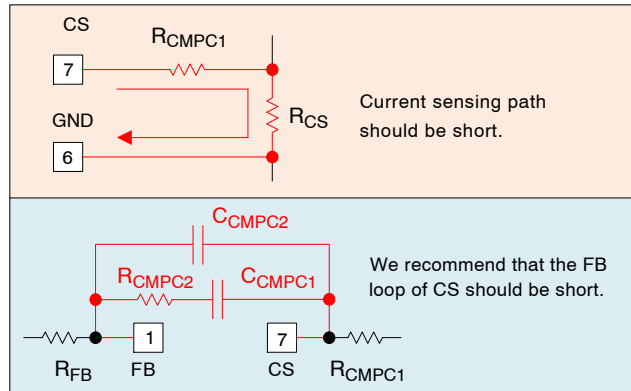 CS
RCMPC1
7
GND
RCS
6
Current sensing path
should be short.
CCMPC2
RCMPC2
CCMPC1
We recommend that the FB
loop of CS should be short.
1
7
RFB
FB
CS
RCMPC1